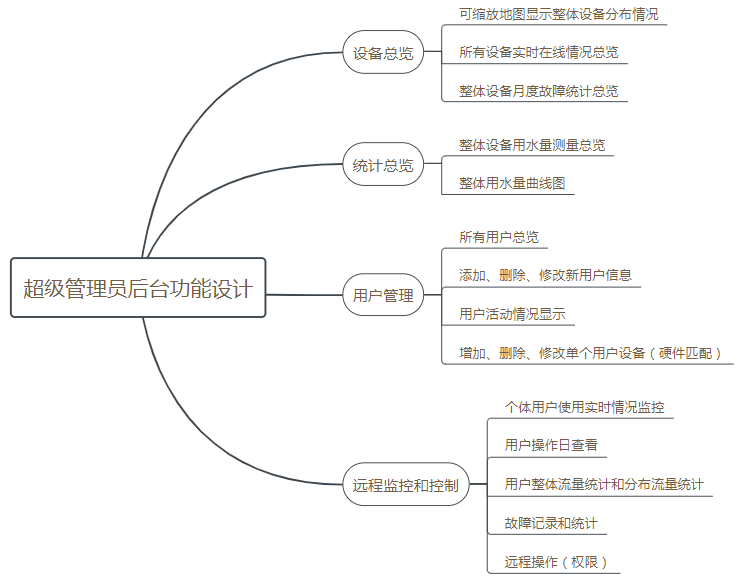 超级管理员后台功能设计
设备总览
可缩放地图显示整体设备分布情况
所有设备实时在线情况总览
整体设备月度故障统计总览
统计总览
整体设备用水量测量总览
整体用水量曲线图
用户管理
所有用户总览
添加、删除、修改新用户信息
用户活动情况显示
增加、删除、修改单个用户设备（硬件匹配）
远程监控和控制
个体用户使用实时情况监控
用户操作日查看
用户整体流量统计和分布流量统计
故障记录和统计
远程操作（权限）